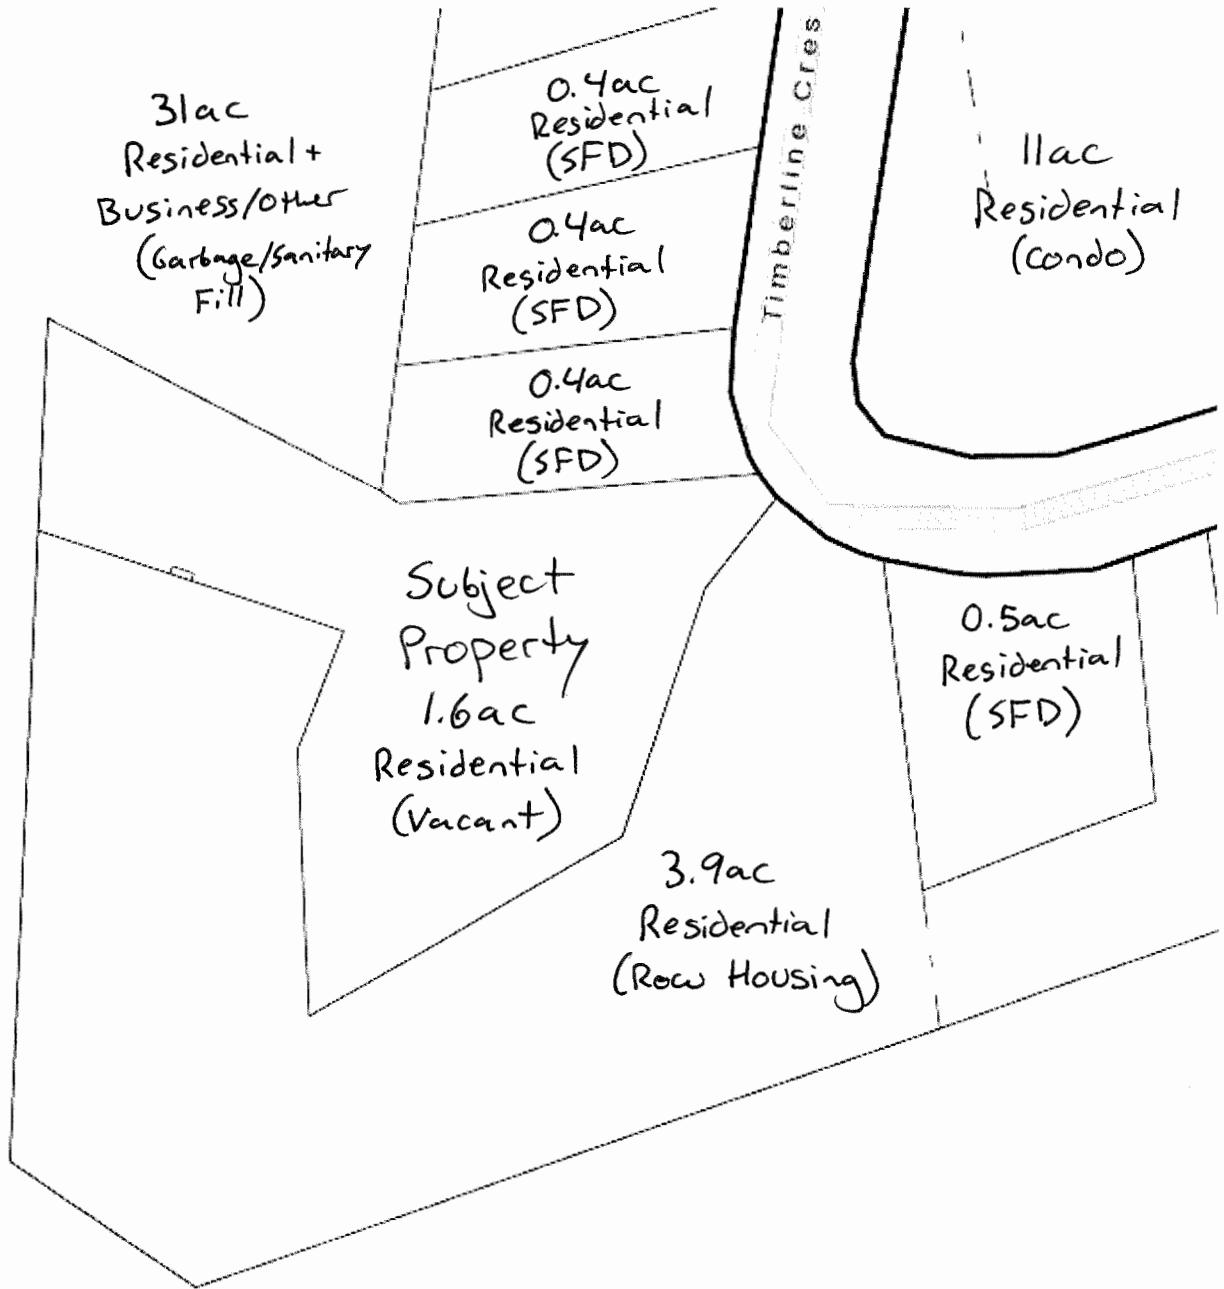 31ac
Residential +
Business/Other
(Garbage/Sanitary
Fill)
0.4ac
Residential
(SFD)
0.4ac
Residential
(SFD)
0.4ac
Residential
(SFD)
Timberline Cres
11ac
Residential
(Condo)
Subject
Property
1.6ac
Residential
(Vacant)
0.5ac
Residential
(SFD)
3.9ac
Residential
(Row Housing)